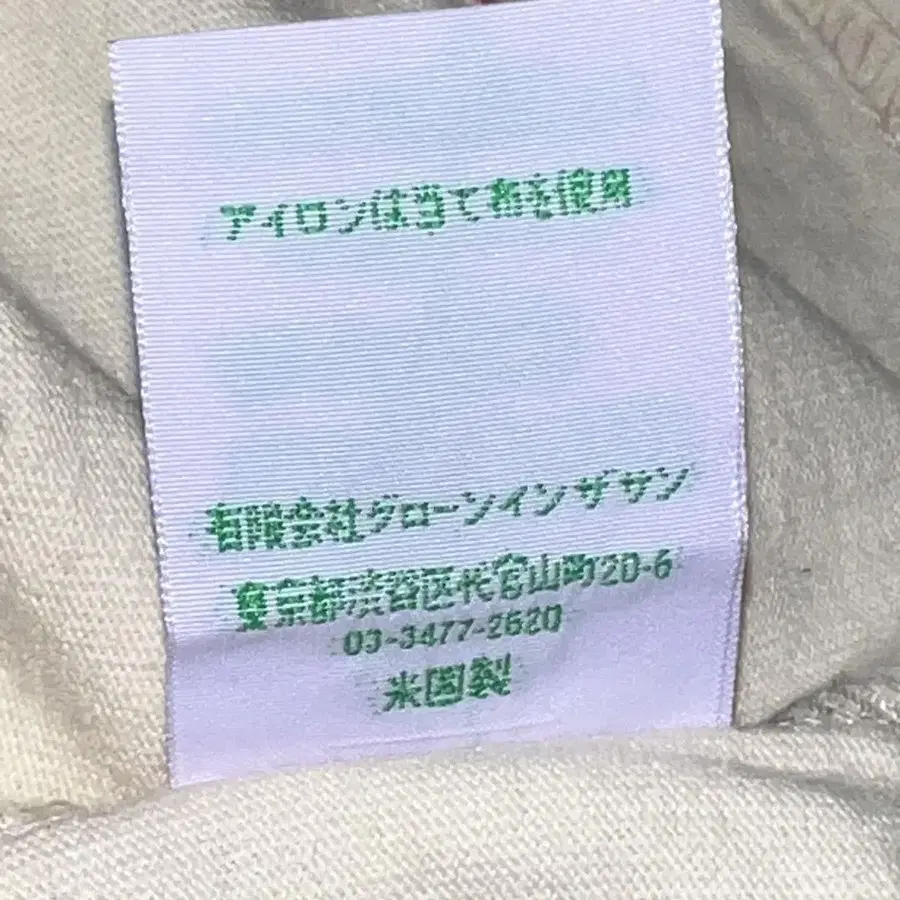 アイロンは当て布を使用
有限会社グローンインザサン
東京都渋谷区代官山町20-6
03-3477-2620
米国製